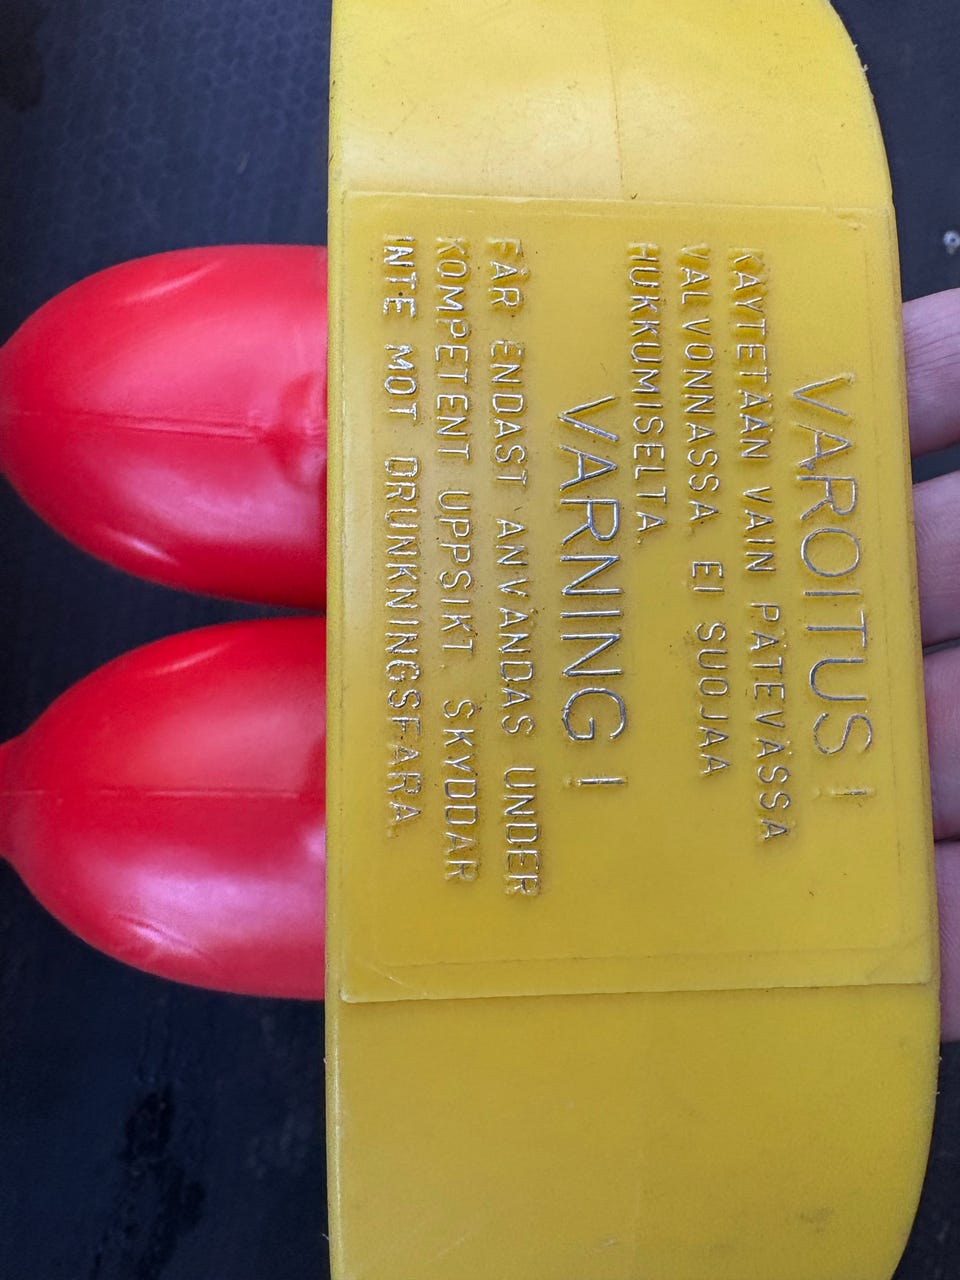 VAROITUS !
KÄYTETÄÄN VAIN PÄTEVÄSSÄ
VALVONNASSA. EI SUOJAA
HUKKUMISELTA.
VARNING !
FÅR ENDAST ANVÄNDAS UNDER
KOMPETENT UPPSIKT. SKYDDAR
INTE MOT DRUNKNINGSFARA.